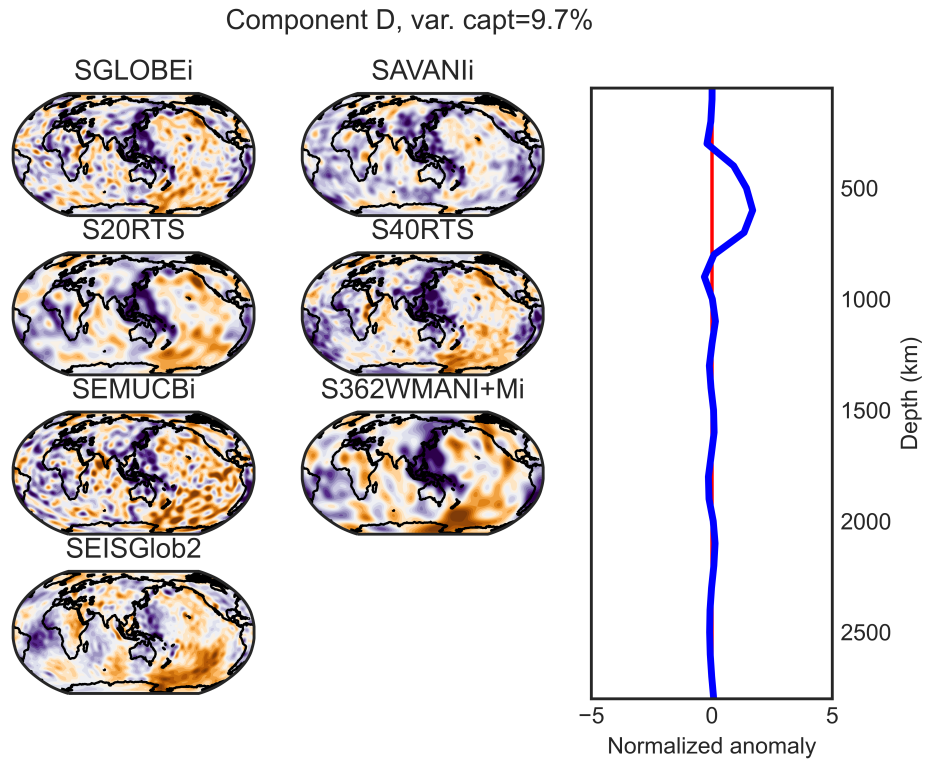 Component D, var. capt=9.7%
SGLOBEi
SAVANIi
S20RTS
S40RTS
SEMUCBi
S362WMANI+Mi
SEISGlob2
500
1000
1500
2000
2500
Depth (km)
−5
0
5
Normalized anomaly